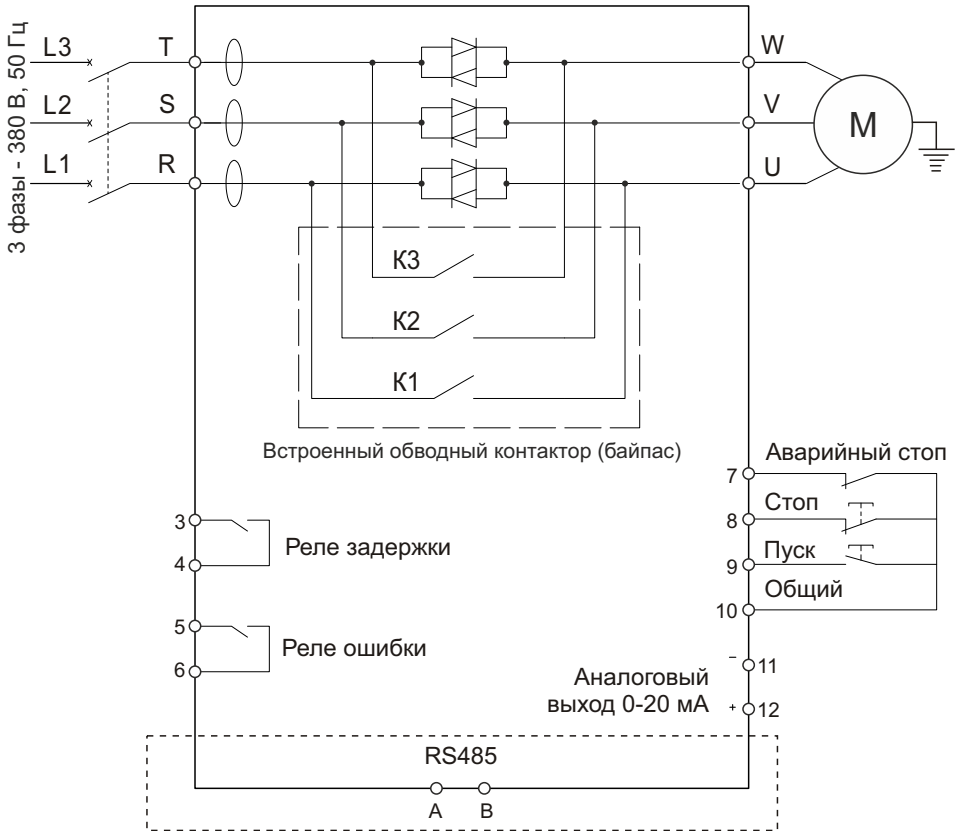 3 фазы - 380 В, 50 Гц
L3
T
W
L2
S
V
M
L1
R
U
К3
К2
К1
Встроенный обводный контактор (байпас)
Аварийный стоп
7
Стоп
8
Пуск
9
Общий
10
3
Реле задержки
4
5
Реле ошибки
6
Аналоговый
выход 0-20 мА
- 11
+ 12
RS485
A
B